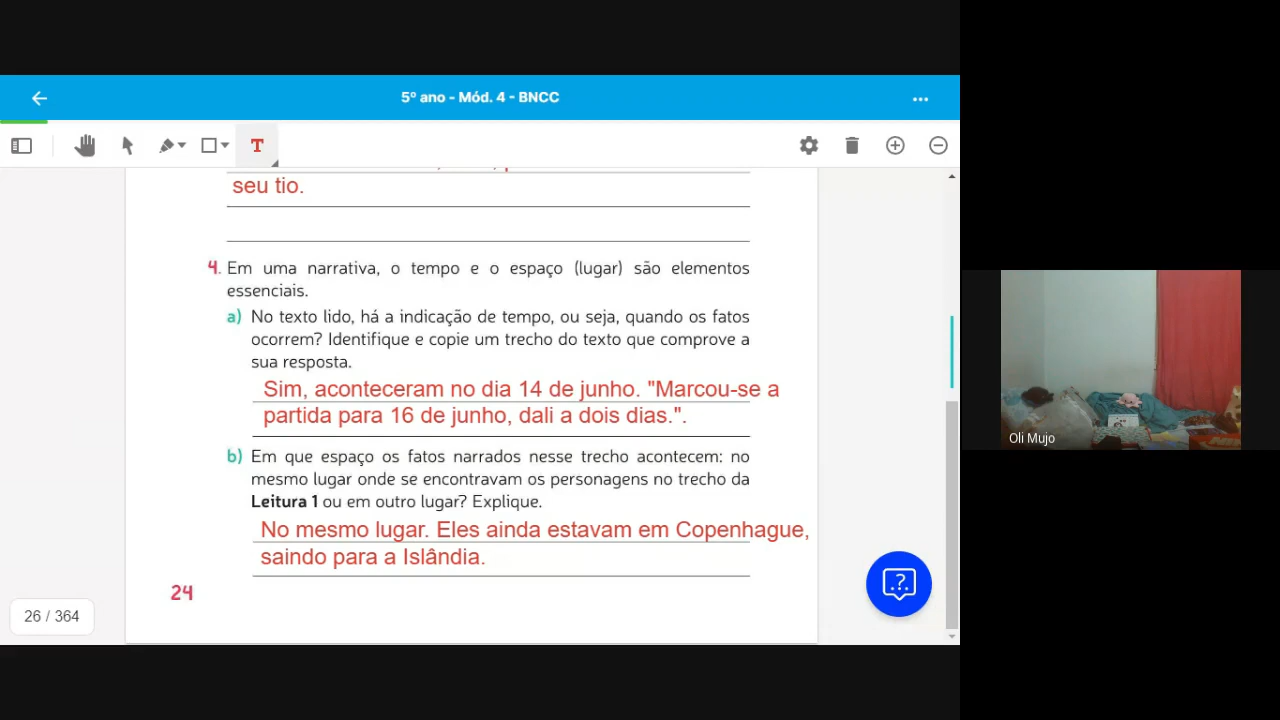 5º ano - Mód. 4 - BNCC
T
seu tio.
4. Em uma narrativa, o tempo e o espaço (lugar) são elementos
essenciais.
a) No texto lido, há a indicação de tempo, ou seja, quando os fatos
ocorrem? Identifique e copie um trecho do texto que comprove a
sua resposta.
Sim, aconteceram no dia 14 de junho. "Marcou-se a
partida para 16 de junho, dali a dois dias.".
b) Em que espaço os fatos narrados nesse trecho acontecem: no
mesmo lugar onde se encontravam os personagens no trecho da
Leitura 1 ou em outro lugar? Explique.
No mesmo lugar. Eles ainda estavam em Copenhague,
saindo para a Islândia.
24
26 / 364
Oli Mujo